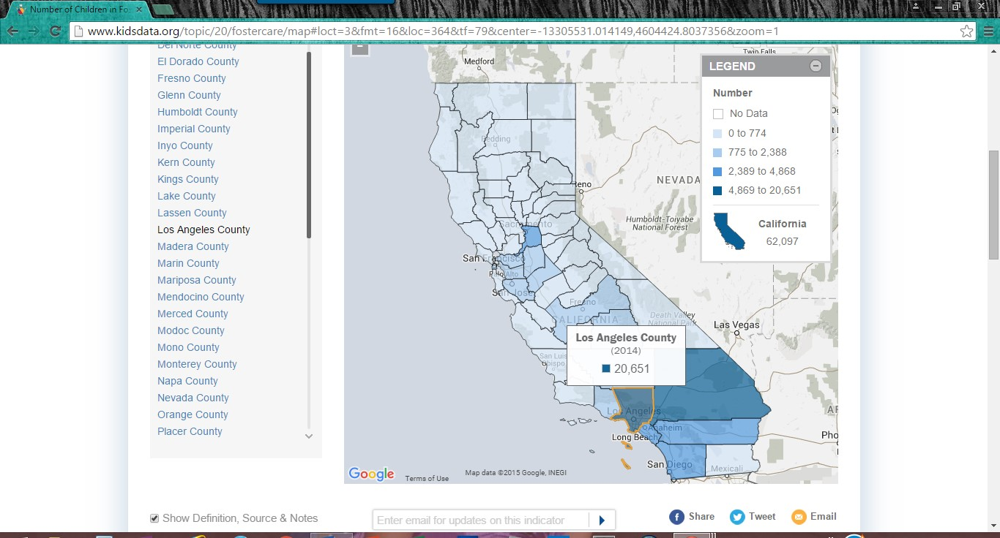 Number of Children in Fo
www.kidsdata.org/topic/20/fostercare/map#loct=3&fmt=16&loc=364&tf=79&center=-13305531.014149,4604424.8037356&zoom=1
Del Norte County
El Dorado County
Fresno County
Glenn County
Humboldt County
Imperial County
Inyo County
Kern County
Kings County
Lake County
Lassen County
Los Angeles County
Madera County
Marin County
Mariposa County
Mendocino County
Merced County
Modoc County
Mono County
Monterey County
Napa County
Nevada County
Orange County
Placer County
Medford
Twin Falls
LEGEND
Number
No Data
0 to 774
775 to 2,388
2,389 to 4,868
4,869 to 20,651
California
62,097
Redding
Reno
NEVADA
Humboldt-Toiyabe
National Forest
Sacramento
San Francisco
Palo Alto
San Jose
Fresno
CALIFORNIA
Death Valley
National Park
Las Vegas
Los Angeles County
(2014)
20,651
San Luis
Obispo
Los Angeles
Anaheim
Long Beach
San Diego
Mexicali
Pho
Google
Terms of Use
Map data ©2015 Google, INEGI
Show Definition, Source & Notes
Enter email for updates on this indicator
Share
Tweet
Email